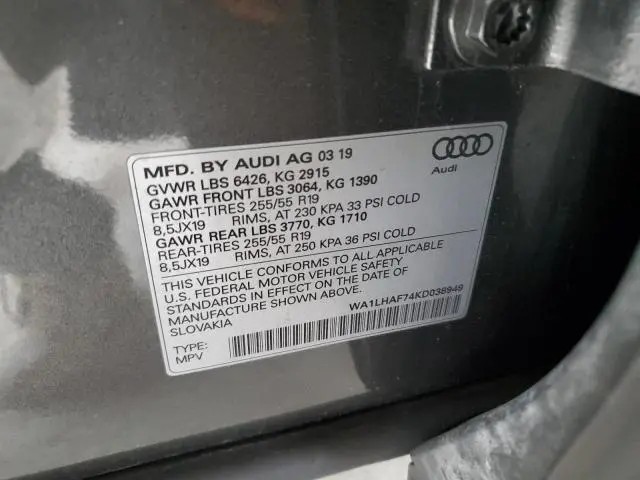 MFD. BY AUDI AG 03 19
GVWR LBS 6426, KG 2915
GAWR FRONT LBS 3064, KG 1390
FRONT-TIRES 255/55 R19
8,5JX19 RIMS, AT 230 KPA 33 PSI COLD
GAWR REAR LBS 3770, KG 1710
REAR-TIRES 255/55 R19
8,5JX19 RIMS, AT 250 KPA 36 PSI COLD
THIS VEHICLE CONFORMS TO ALL APPLICABLE
U.S. FEDERAL MOTOR VEHICLE SAFETY
STANDARDS IN EFFECT ON THE DATE OF
MANUFACTURE SHOWN ABOVE.
SLOVAKIA
WA1LHAF74KD038949
TYPE:
MPV
Audi